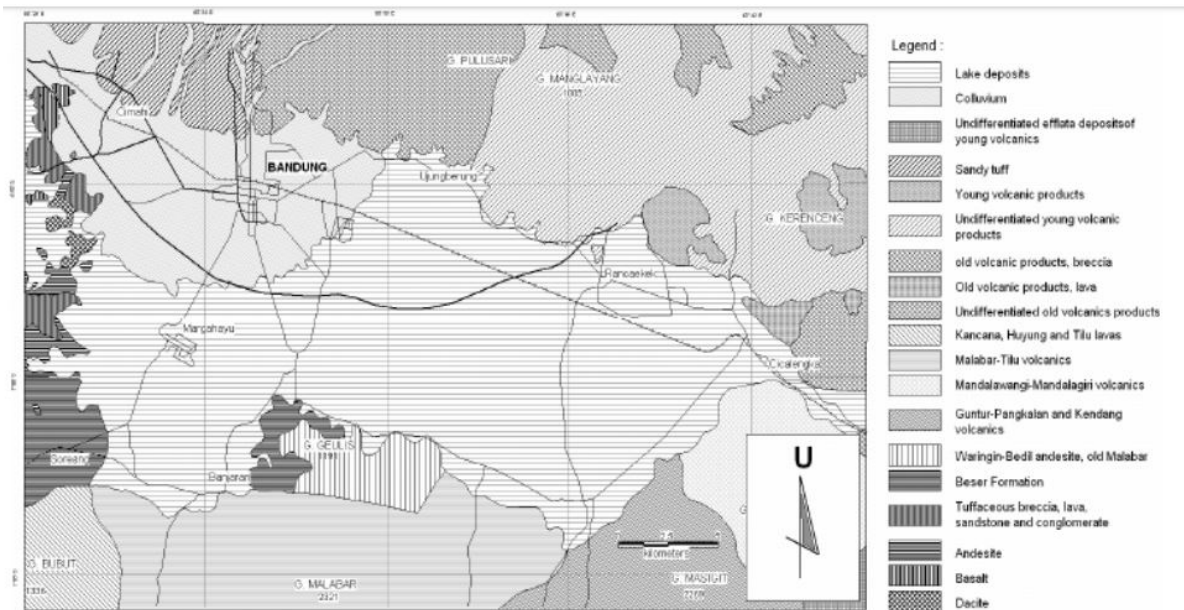 G. PULUSARI
G. MANGLAYANG
Cimahi
BANDUNG
Ujungberung
G. KERENCENG
Rancaekek
Margahayu
Cicalengka
G. GEULIS
Soreang
Banjaran
U
2.5
5
kilometers
G. BUBUT
G. MALABAR
2321
G. MASIGIT
Legend :
Lake deposits
Colluvium
Undifferentiated efflata depositsof
young volcanics
Sandy tuff
Young volcanic products
Undifferentiated young volcanic
products
old volcanic products, breccia
Old volcanic products, lava
Undifferentiated old volcanics products
Kancana, Huyung and Tilu lavas
Malabar-Tilu volcanics
Mandalawangi-Mandalagiri volcanics
Guntur-Pangkalan and Kendang
volcanics
Waringin-Bedil andesite, old Malabar
Beser Formation
Tuffaceous breccia, lava,
sandstone and conglomerate
Andesite
Basalt
Dacite